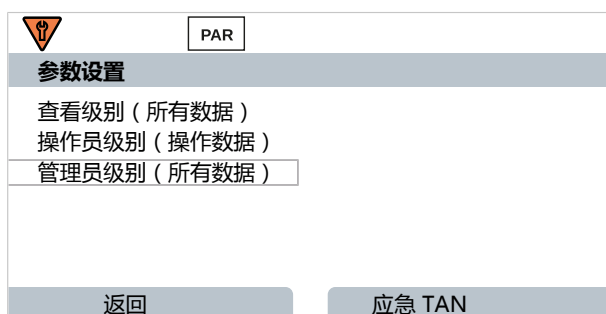 PAR
参数设置
查看级别（所有数据）
操作员级别（操作数据）
管理员级别（所有数据）
返回
应急 TAN